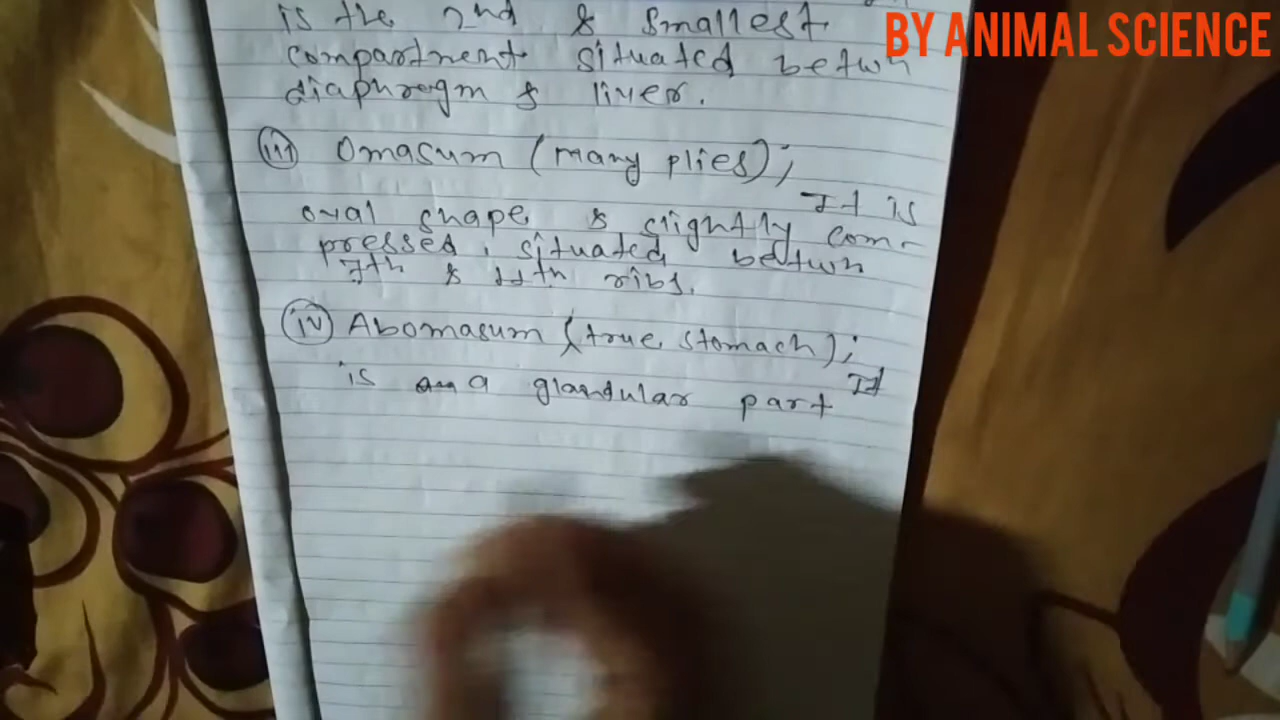 is the 2nd & smallest
BY ANIMAL SCIENCE
compartment situated betwn
diaphregm & liver.
(iii) Omasum (many plies);
It is
oval shape & slightly com-
pressed, situated betwn
7th & 11th ribs.
(iv) Abomasum (true stomach);
It
is a glandular part